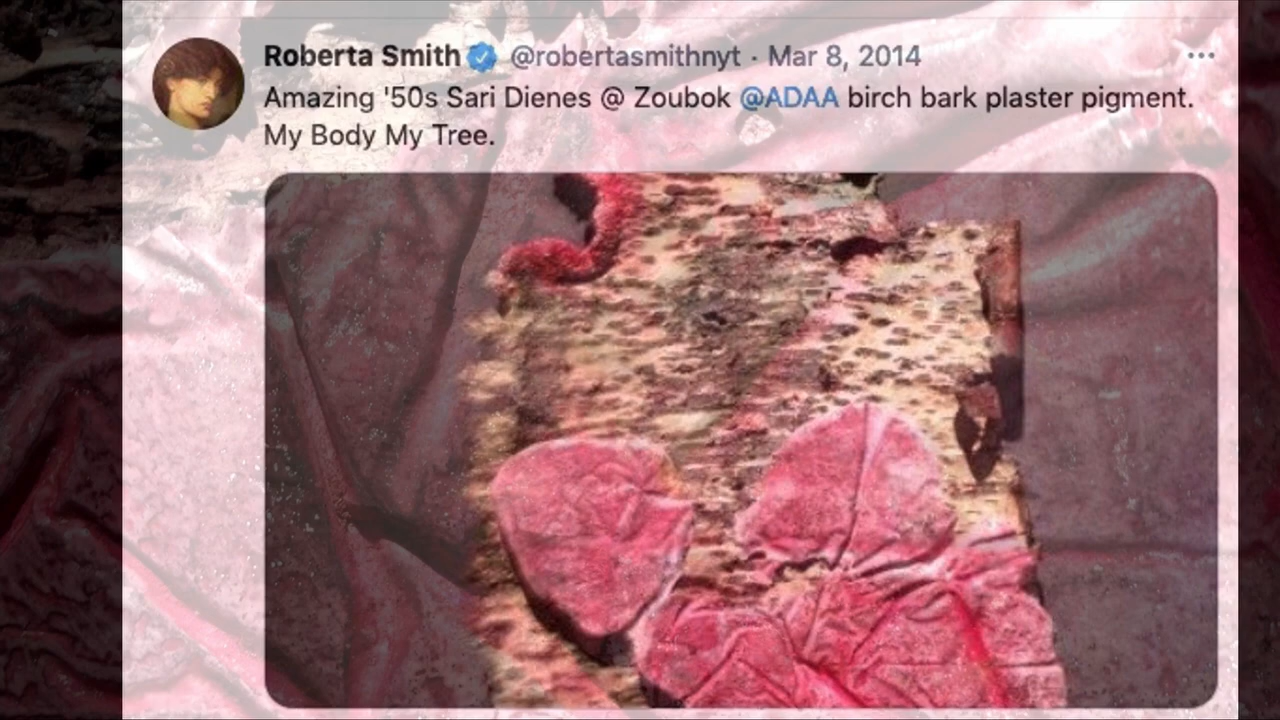 Roberta Smith @robertasmithnyt · Mar 8, 2014
Amazing '50s Sari Dienes @ Zoubok @ADAA birch bark plaster pigment.
My Body My Tree.